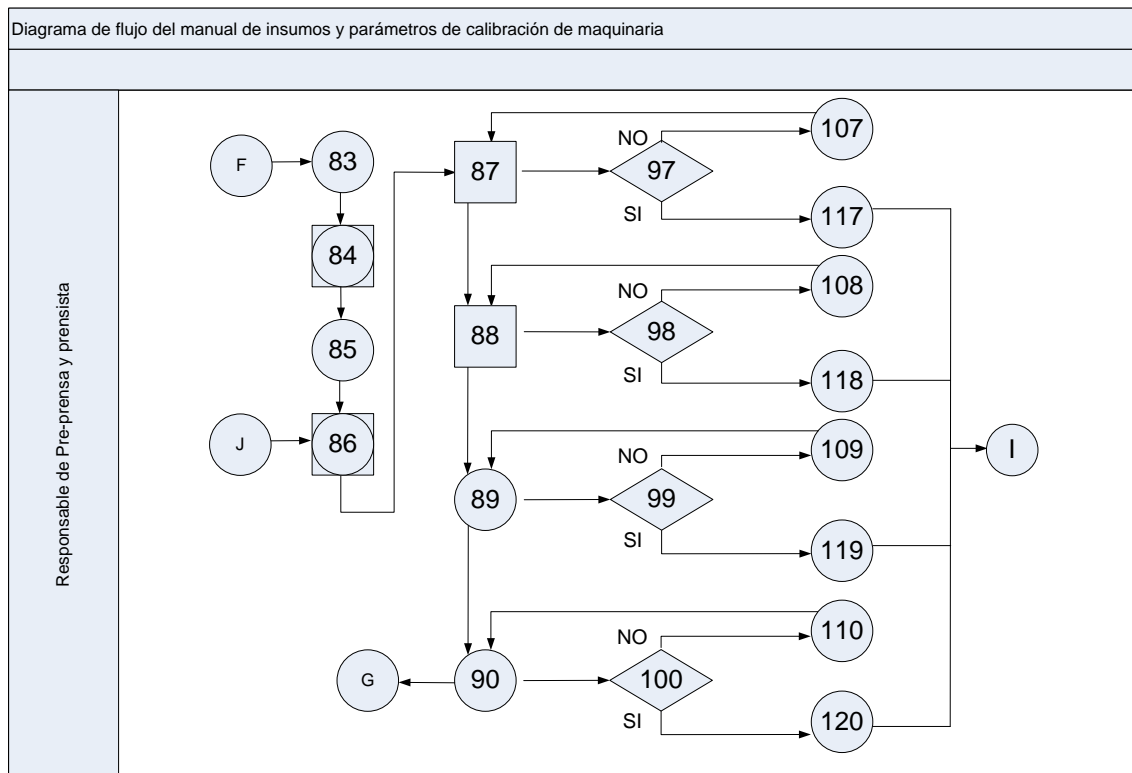 Diagrama de flujo del manual de insumos y parámetros de calibración de maquinaria
Responsable de Pre-prensa y prensista
F
83
84
85
J
86
87
NO
97
SI
107
117
88
NO
98
SI
108
118
89
NO
99
SI
109
119
I
G
90
NO
100
SI
110
120